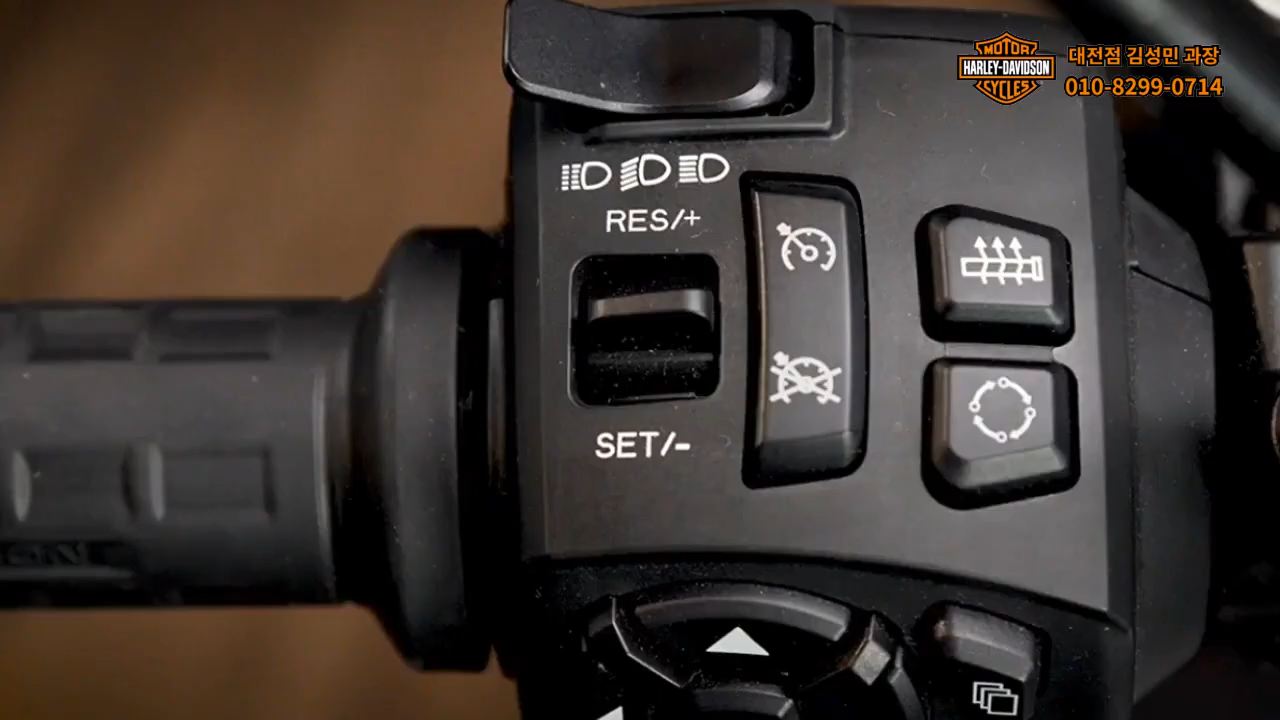 MOTOR
HARLEY-DAVIDSON
CYCLES
대전점 김성민 과장
010-8299-0714
RES/+
SET/-